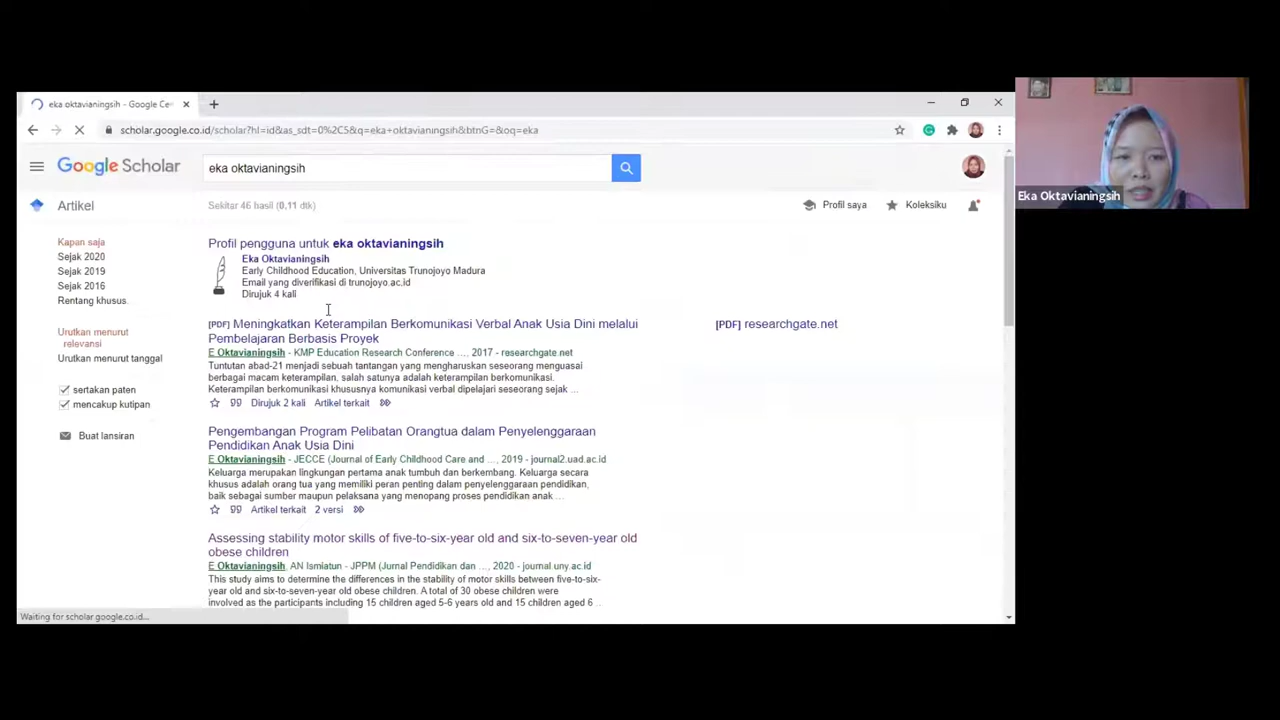 eka oktavianingsih - Google Ce
scholar.google.co.id/scholar?hl=id&as_sdt=0%2C5&q=eka+oktavianingsih&btnG=&oq=eka
Google Scholar
eka oktavianingsih
Artikel
Sekitar 46 hasil (0,11 dtk)
Profil saya
Koleksiku
Kapan saja
Sejak 2020
Sejak 2019
Sejak 2016
Rentang khusus.
Urutkan menurut
relevansi
Urutkan menurut tanggal
sertakan paten
mencakup kutipan
Buat lansiran
Profil pengguna untuk eka oktavianingsih
Eka Oktavianingsih
Early Childhood Education, Universitas Trunojoyo Madura
Email yang diverifikasi di trunojoyo.ac.id
Dirujuk 4 kali
[PDF] Meningkatkan Keterampilan Berkomunikasi Verbal Anak Usia Dini melalui
Pembelajaran Berbasis Proyek
E Oktavianingsih - KMP Education Research Conference ..., 2017 - researchgate.net
Tuntutan abad-21 menjadi sebuah tantangan yang mengharuskan seseorang menguasai
berbagai macam keterampilan, salah satunya adalah keterampilan berkomunikasi.
Keterampilan berkomunikasi khususnya komunikasi verbal dipelajari seseorang sejak ...
Dirujuk 2 kali Artikel terkait
[PDF] researchgate.net
Pengembangan Program Pelibatan Orangtua dalam Penyelenggaraan
Pendidikan Anak Usia Dini
E Oktavianingsih - JECCE (Journal of Early Childhood Care and ..., 2019 - journal2.uad.ac.id
Keluarga merupakan lingkungan pertama anak tumbuh dan berkembang. Keluarga secara
khusus adalah orang tua yang memiliki peran penting dalam penyelenggaraan pendidikan,
baik sebagai sumber maupun pelaksana yang menopang proses pendidikan anak ...
Artikel terkait 2 versi
Assessing stability motor skills of five-to-six-year old and six-to-seven-year old
obese children
E Oktavianingsih, AN Ismiatun - JPPM (Jurnal Pendidikan dan ..., 2020 - journal.uny.ac.id
This study aims to determine the differences in the stability of motor skills between five-to-six-
year old and six-to-seven-year old obese children. A total of 30 obese children were
involved as the participants including 15 children aged 5-6 years old and 15 children aged 6 ..
Waiting for scholar.google.co.id...
Eka Oktavianingsih